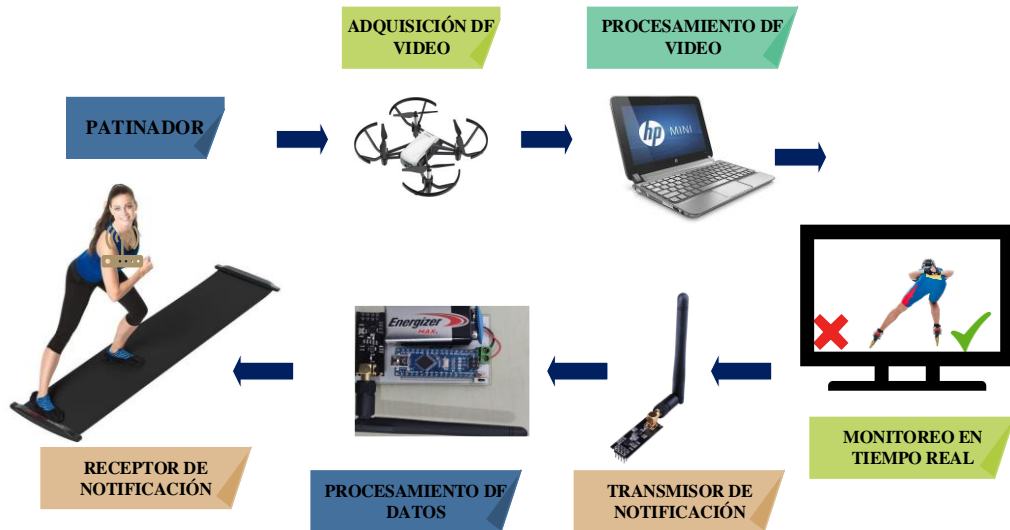 ADQUISICIÓN DF
VIDEO
PROCESAMIENTO DF
VIDEO
PATINADOR
hp MINI
Energizer
MAX.
MONITOREO EN
TIEMPO REAL
RECEPTOR DE
NOTIFICACIÓN
PROCESAMIENTO DE
DATOS
TRANSMISOR DE
NOTIFICACIÓN